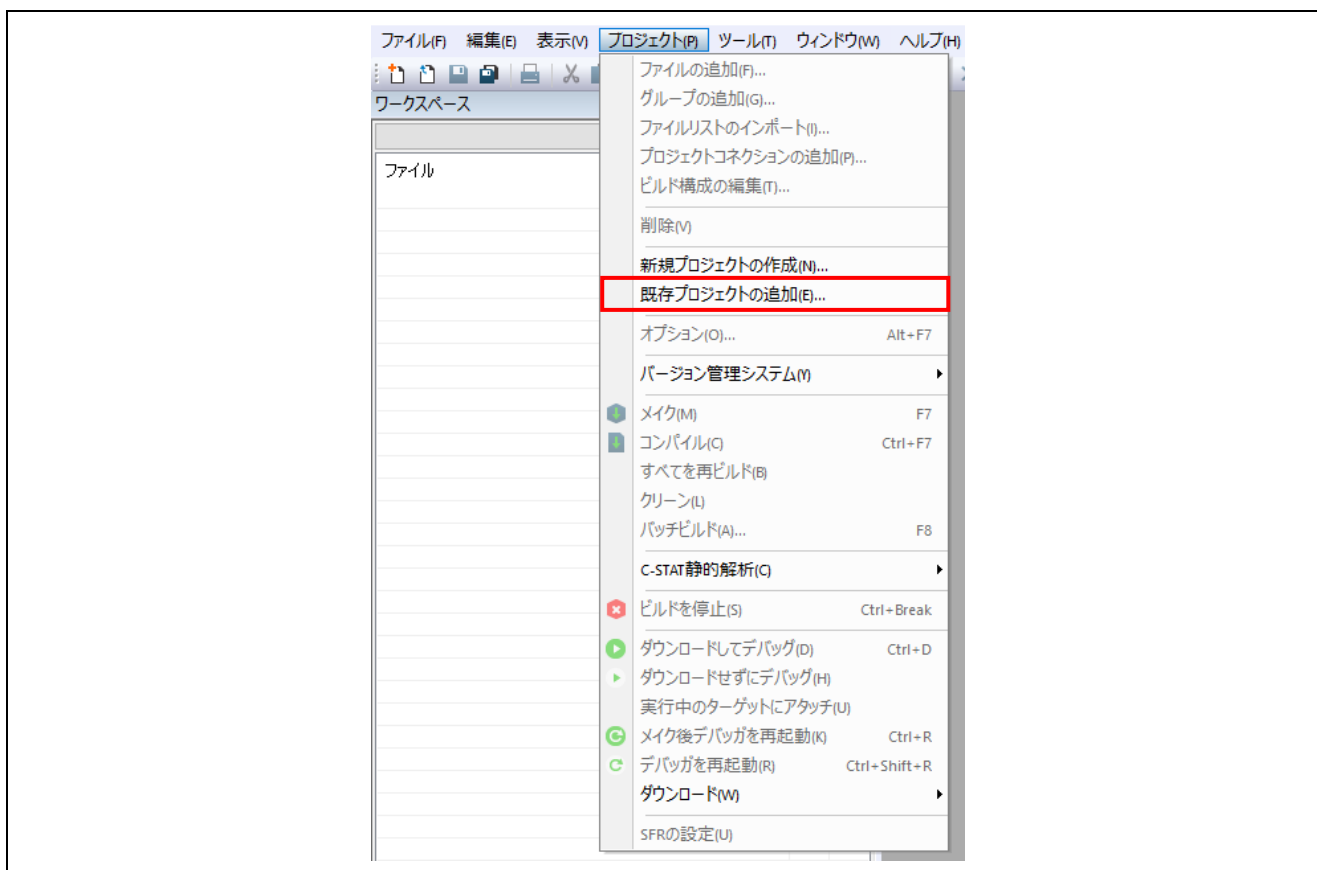 ファイル(F) 編集(E) 表示(V) プロジェクト(P) ツール(T) ウィンドウ(W) ヘルプ(H)
ワークスペース
ファイル
ファイルの追加(F)...
グループの追加(G)...
ファイルリストのインポート(I)...
プロジェクトコネクションの追加(P)...
ビルド構成の編集(T)...
削除(V)
新規プロジェクトの作成(N)...
既存プロジェクトの追加(E)...
オプション(O)... Alt+F7
バージョン管理システム(Y)
メイク(M) F7
コンパイル(C) Ctrl+F7
すべてを再ビルド(B)
クリーン(L)
バッチビルド(A)... F8
C-STAT静的解析(C)
ビルドを停止(S) Ctrl+Break
ダウンロードしてデバッグ(D) Ctrl+D
ダウンロードせずにデバッグ(H)
実行中のターゲットにアタッチ(U)
メイク後デバッガを再起動(K) Ctrl+R
デバッガを再起動(R) Ctrl+Shift+R
ダウンロード(W)
SFRの設定(U)